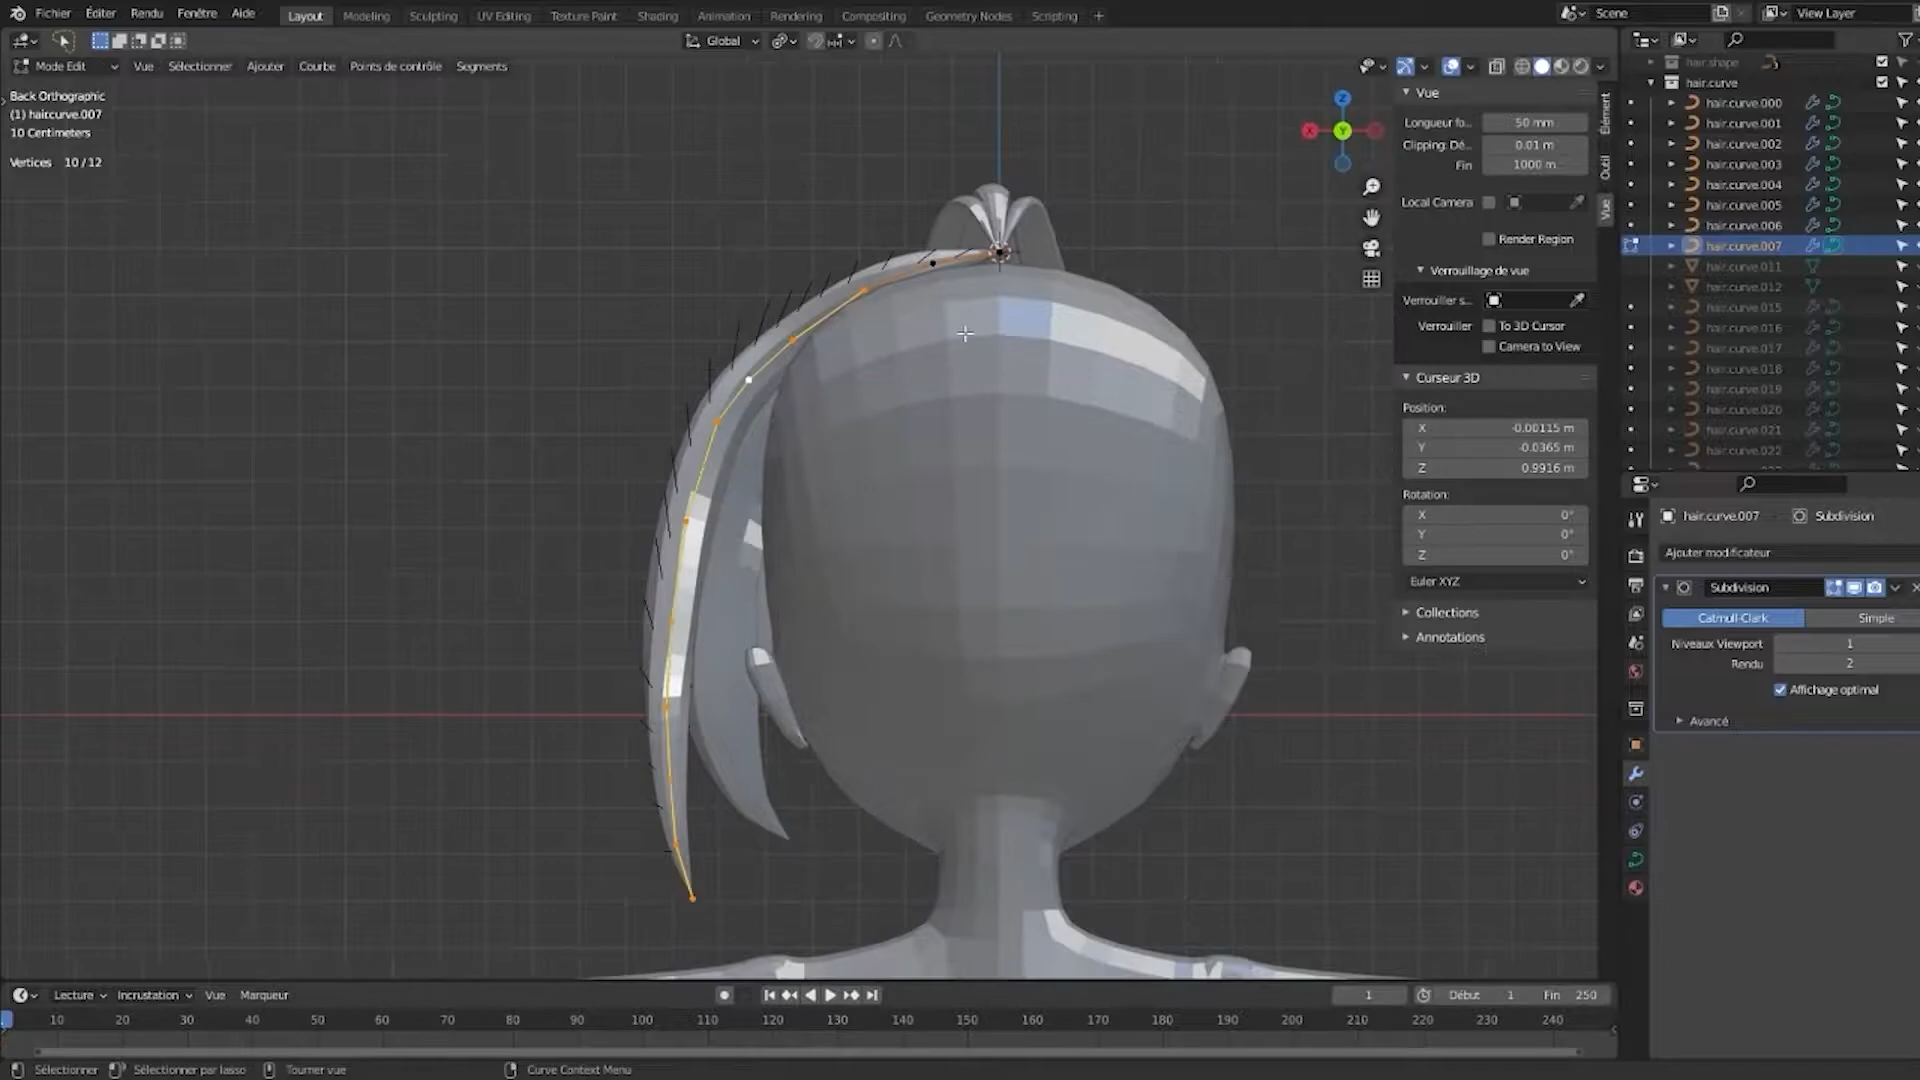 Fichier Éditer Rendu Fenêtre Aide Layout Modeling Sculpting UV Editing Texture Paint Shading Animation Rendering Compositing Geometry Nodes Scripting + Scene View Layer
Global
Mode Edit Vue Sélectionner Ajouter Courbe Points de contrôle Segments
Back Orthographic
(1) hair.curve.007
10 Centimeters
Vertices 10/12
Z
X
Y
Vue
Longueur fo... 50 mm
Clipping: Dé... 0.01 m
Fin 1000 m
Local Camera
Render Region
Verrouillage de vue
Verrouiller s...
Verrouiller To 3D Cursor
Camera to View
Curseur 3D
Position:
X -0.00115 m
Y -0.0365 m
Z 0.9916 m
Rotation:
X 0°
Y 0°
Z 0°
Euler XYZ
Collections
Annotations
Élément
Outil
Vue
hair.shape
hair.curve
hair.curve.000
hair.curve.001
hair.curve.002
hair.curve.003
hair.curve.004
hair.curve.005
hair.curve.006
hair.curve.007
hair.curve.011
hair.curve.012
hair.curve.015
hair.curve.016
hair.curve.017
hair.curve.018
hair.curve.019
hair.curve.020
hair.curve.021
hair.curve.022
hair.curve.007 Subdivision
Ajouter modificateur
Subdivision
Catmull-Clark Simple
Niveaux Viewport 1
Rendu 2
Affichage optimal
Avancé
Lecture Incrustation Vue Marqueur 1 Début 1 Fin 250
10 20 30 40 50 60 70 80 90 100 110 120 130 140 150 160 170 180 190 200 210 220 230 240
Sélectionner Sélectionner par lasso Tourner vue Curve Context Menu